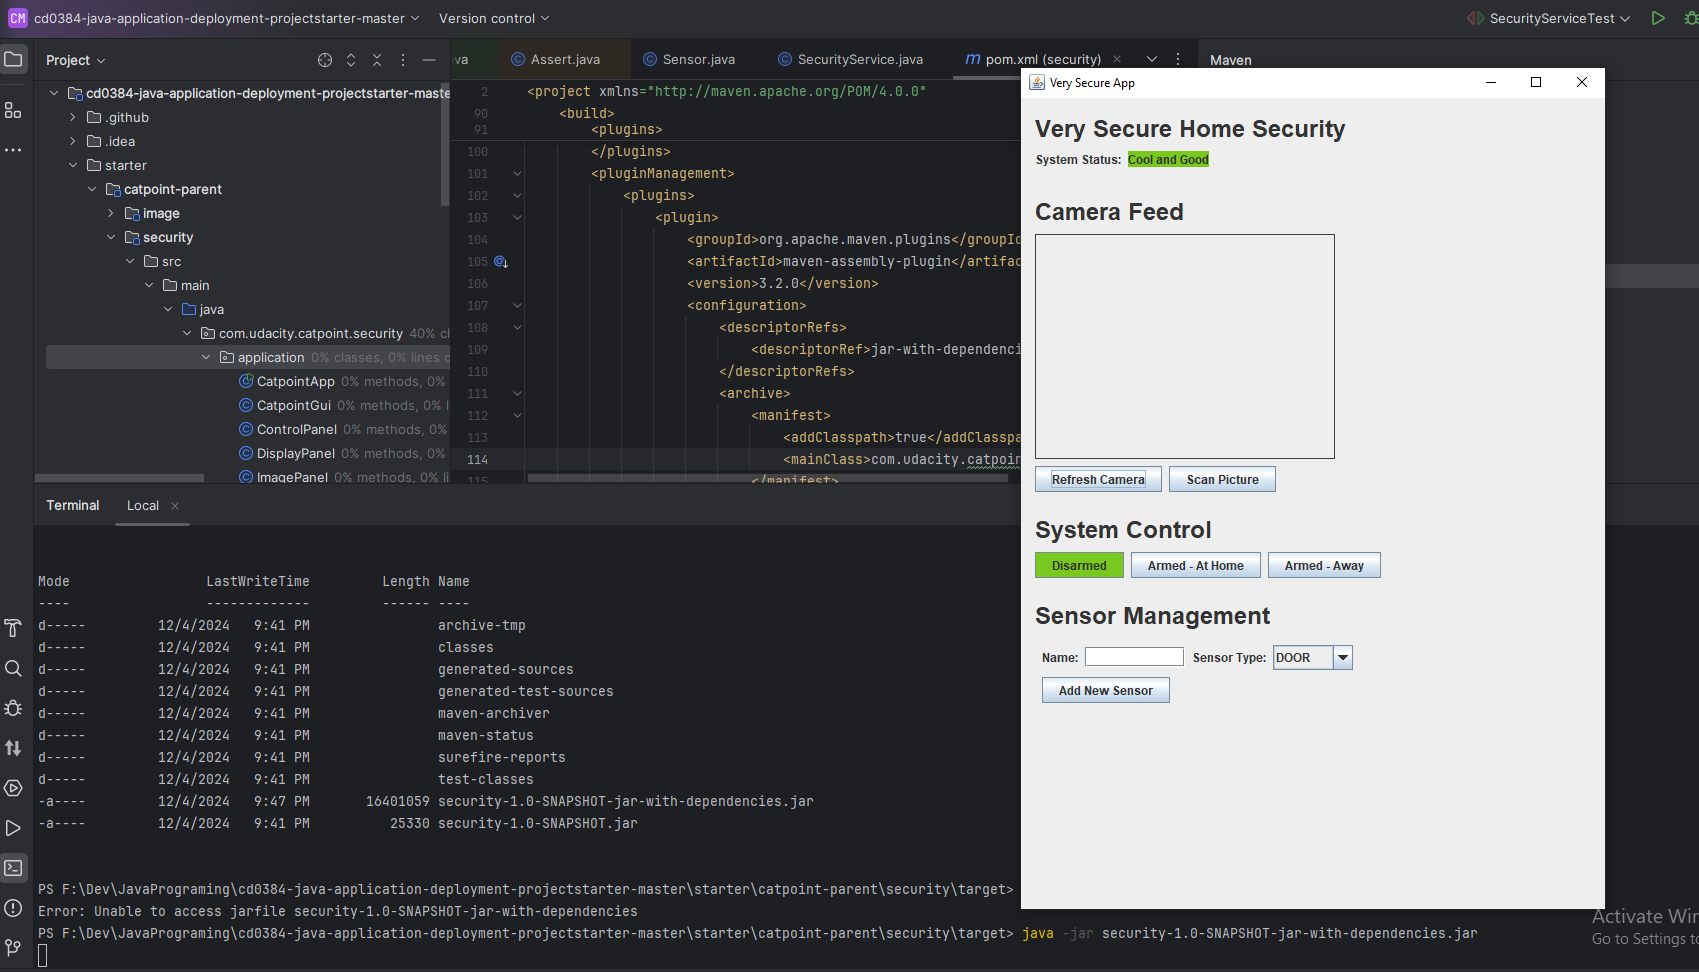 CM cd0384-java-application-deployment-projectstarter-master Version control SecurityServiceTest
Project
va Assert.java Sensor.java SecurityService.java pom.xml (security) Maven
cd0384-java-application-deployment-projectstarter-maste
.github
.idea
starter
catpoint-parent
image
security
src
main
java
com.udacity.catpoint.security 40% cl
application 0% classes, 0% lines c
CatpointApp 0% methods, 0%
CatpointGui 0% methods, 0% l
ControlPanel 0% methods, 0%
DisplayPanel 0% methods, 0%
ImagePanel 0% methods, 0% li
2 <project xmlns="http://maven.apache.org/POM/4.0.0"
90 <build>
91 <plugins>
100 </plugins>
101 <pluginManagement>
102 <plugins>
103 <plugin>
104 <groupId>org.apache.maven.plugins</groupId
105 <artifactId>maven-assembly-plugin</artifac
106 <version>3.2.0</version>
107 <configuration>
108 <descriptorRefs>
109 <descriptorRef>jar-with-dependenci
110 </descriptorRefs>
111 <archive>
112 <manifest>
113 <addClasspath>true</addClasspa
114 <mainClass>com.udacity.catpoin
115 </manifest>
Very Secure App
Very Secure Home Security
System Status: Cool and Good
Camera Feed
Refresh Camera Scan Picture
System Control
Disarmed Armed - At Home Armed - Away
Sensor Management
Name: Sensor Type: DOOR
Add New Sensor
Terminal Local
Mode LastWriteTime Length Name
---- ------------- ------ ----
d----- 12/4/2024 9:41 PM archive-tmp
d----- 12/4/2024 9:41 PM classes
d----- 12/4/2024 9:41 PM generated-sources
d----- 12/4/2024 9:41 PM generated-test-sources
d----- 12/4/2024 9:41 PM maven-archiver
d----- 12/4/2024 9:41 PM maven-status
d----- 12/4/2024 9:41 PM surefire-reports
d----- 12/4/2024 9:41 PM test-classes
-a---- 12/4/2024 9:47 PM 16401059 security-1.0-SNAPSHOT-jar-with-dependencies.jar
-a---- 12/4/2024 9:41 PM 25330 security-1.0-SNAPSHOT.jar
PS F:\Dev\JavaPrograming\cd0384-java-application-deployment-projectstarter-master\starter\catpoint-parent\security\target>
Error: Unable to access jarfile security-1.0-SNAPSHOT-jar-with-dependencies
PS F:\Dev\JavaPrograming\cd0384-java-application-deployment-projectstarter-master\starter\catpoint-parent\security\target> java -jar security-1.0-SNAPSHOT-jar-with-dependencies.jar
Activate Win
Go to Settings to